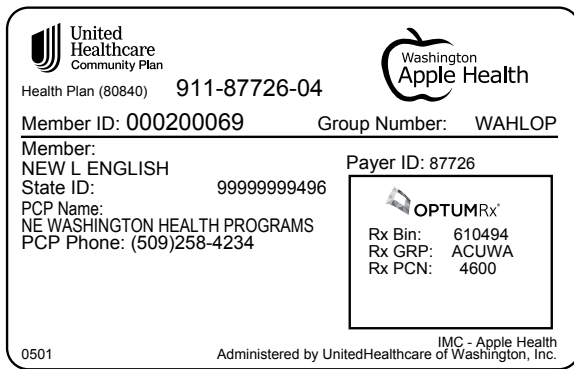 United
Healthcare
Community Plan
Washington
Apple Health
Health Plan (80840) 911-87726-04
Member ID: 000200069 Group Number: WAHLOP
Member:
NEW L ENGLISH
State ID: 99999999496
PCP Name:
NE WASHINGTON HEALTH PROGRAMS
PCP Phone: (509)258-4234
Payer ID: 87726
OPTUMRx®
Rx Bin: 610494
Rx GRP: ACUWA
Rx PCN: 4600
IMC - Apple Health
0501 Administered by UnitedHealthcare of Washington, Inc.